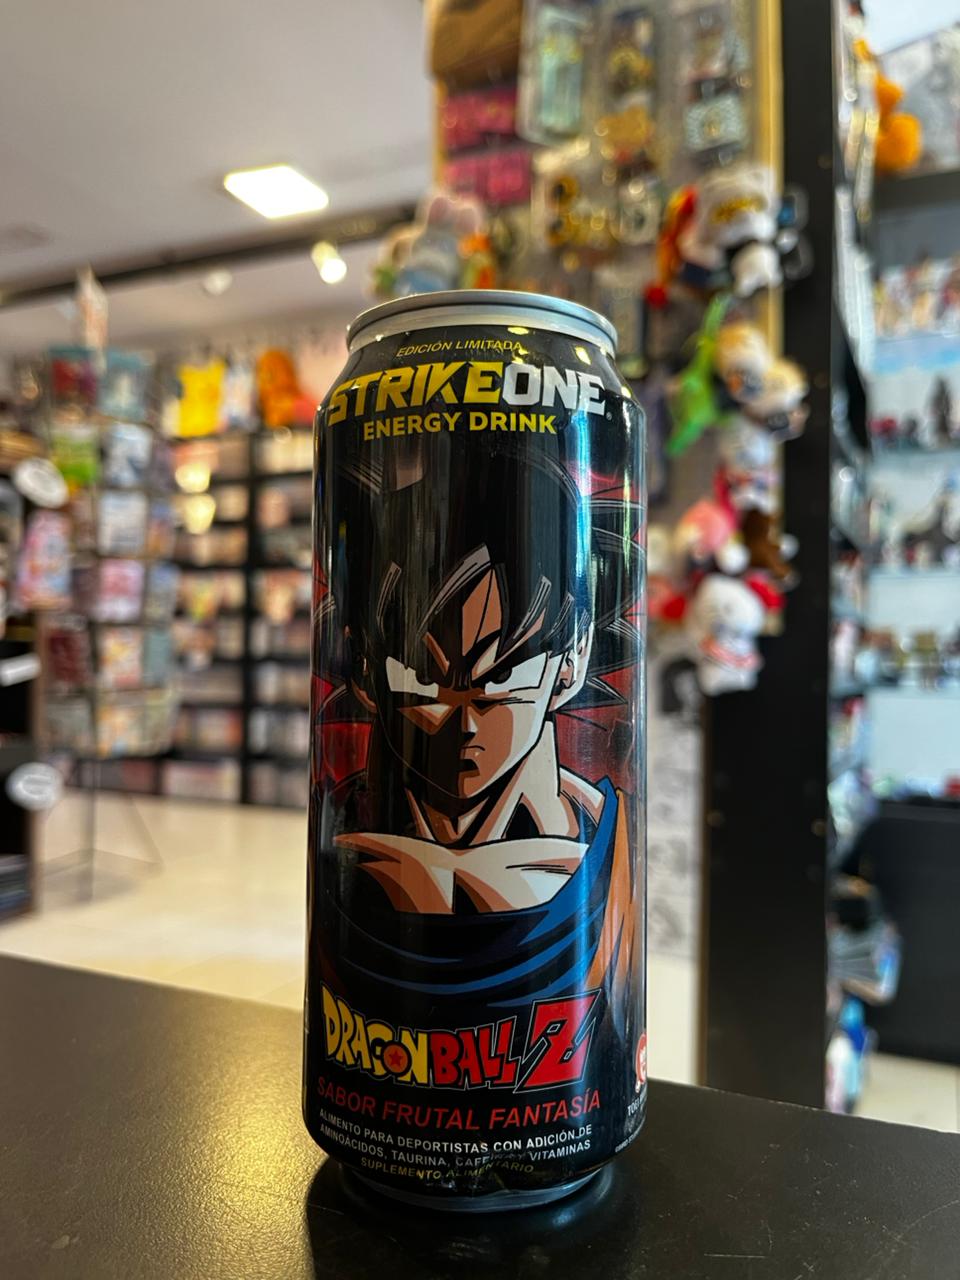 EDICIÓN LIMITADA
STRIKEONE
ENERGY DRINK
DRAGON BALL Z
SABOR FRUTAL FANTASÍA
ALIMENTO PARA DEPORTISTAS CON ADICIÓN DE
AMINOÁCIDOS, TAURINA, CAFEÍNA Y VITAMINAS
SUPLEMENTO ALIMENTARIO